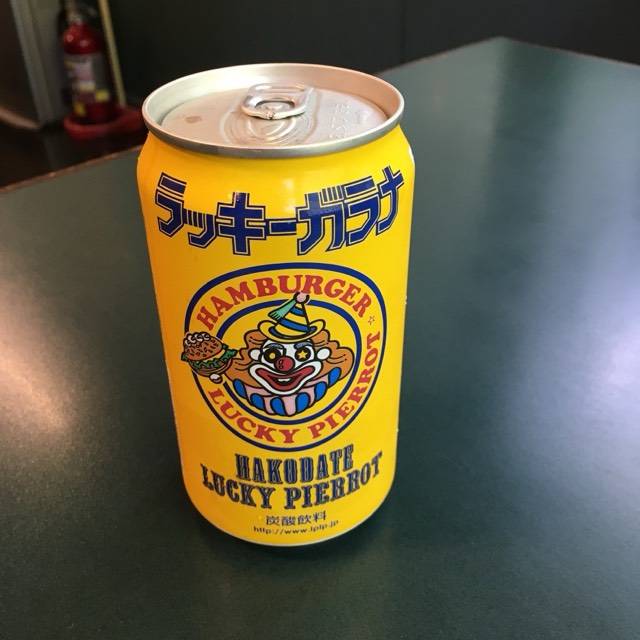 ラッキーガラナ
HAMBURGER
LUCKY PIERROT
HAKODATE
LUCKY PIERROT
炭酸飲料
http://www.lplp.jp